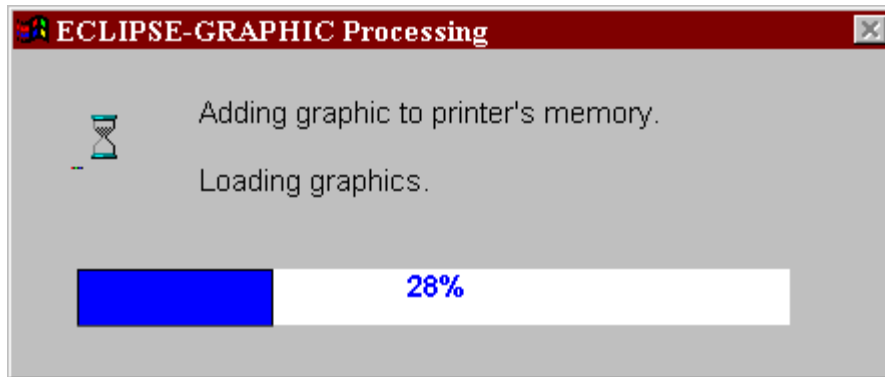 ECLIPSE-GRAPHIC Processing
Adding graphic to printer's memory.
Loading graphics.
28%